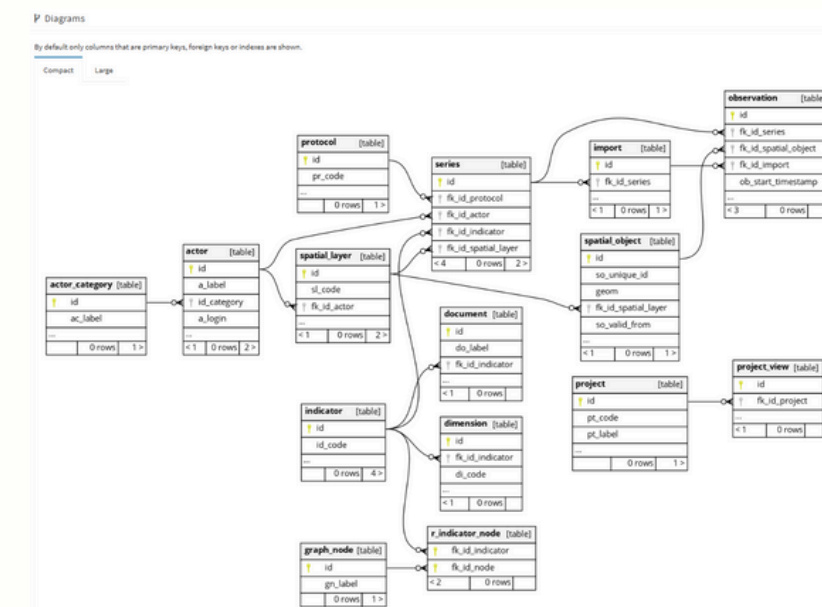 Diagrams
By default only columns that are primary keys, foreign keys or indexes are shown.
Compact Large
observation [table
id
fk_id_series
fk_id_spatial_object
fk_id_import
ob_start_timestamp
...
< 3 0 rows
protocol [table]
id
pr_code
...
0 rows 1 >
series [table]
id
fk_id_protocol
fk_id_actor
fk_id_indicator
fk_id_spatial_layer
< 4 0 rows 2 >
import [table]
id
fk_id_series
...
< 1 0 rows 1 >
actor [table]
id
a_label
id_category
a_login
...
< 1 0 rows 2 >
spatial_layer [table]
id
sl_code
fk_id_actor
...
< 1 0 rows 2 >
spatial_object [table]
id
so_unique_id
geom
fk_id_spatial_layer
so_valid_from
...
< 1 0 rows 1 >
actor_category [table]
id
ac_label
...
0 rows 1 >
document [table]
id
do_label
fk_id_indicator
...
< 1 0 rows
project [table]
id
pt_code
pt_label
...
0 rows 1 >
project_view [table]
id
fk_id_project
...
< 1 0 rows
indicator [table]
id
id_code
...
0 rows 4 >
dimension [table]
id
fk_id_indicator
di_code
...
< 1 0 rows
r_indicator_node [table]
fk_id_indicator
fk_id_node
< 2 0 rows
graph_node [table]
id
gn_label
0 rows 1 >